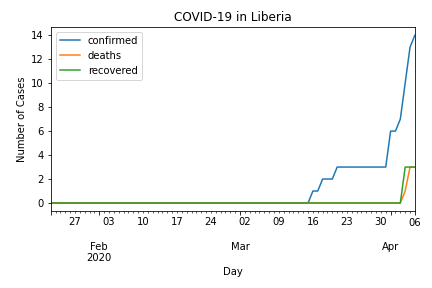 COVID-19 in Liberia
confirmed
deaths
recovered
Number of Cases
14
12
10
8
6
4
2
0
27 03 10 17 24 02 09 16 23 30 06
Feb Mar Apr
2020
Day